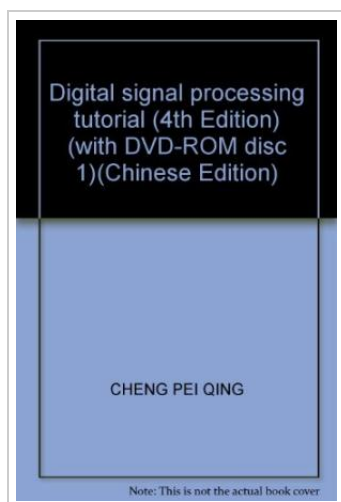 Digital signal processing
tutorial (4th Edition)
(with DVD-ROM disc
1)(Chinese Edition)
CHENG PEI QING
Note: This is not the actual book cover